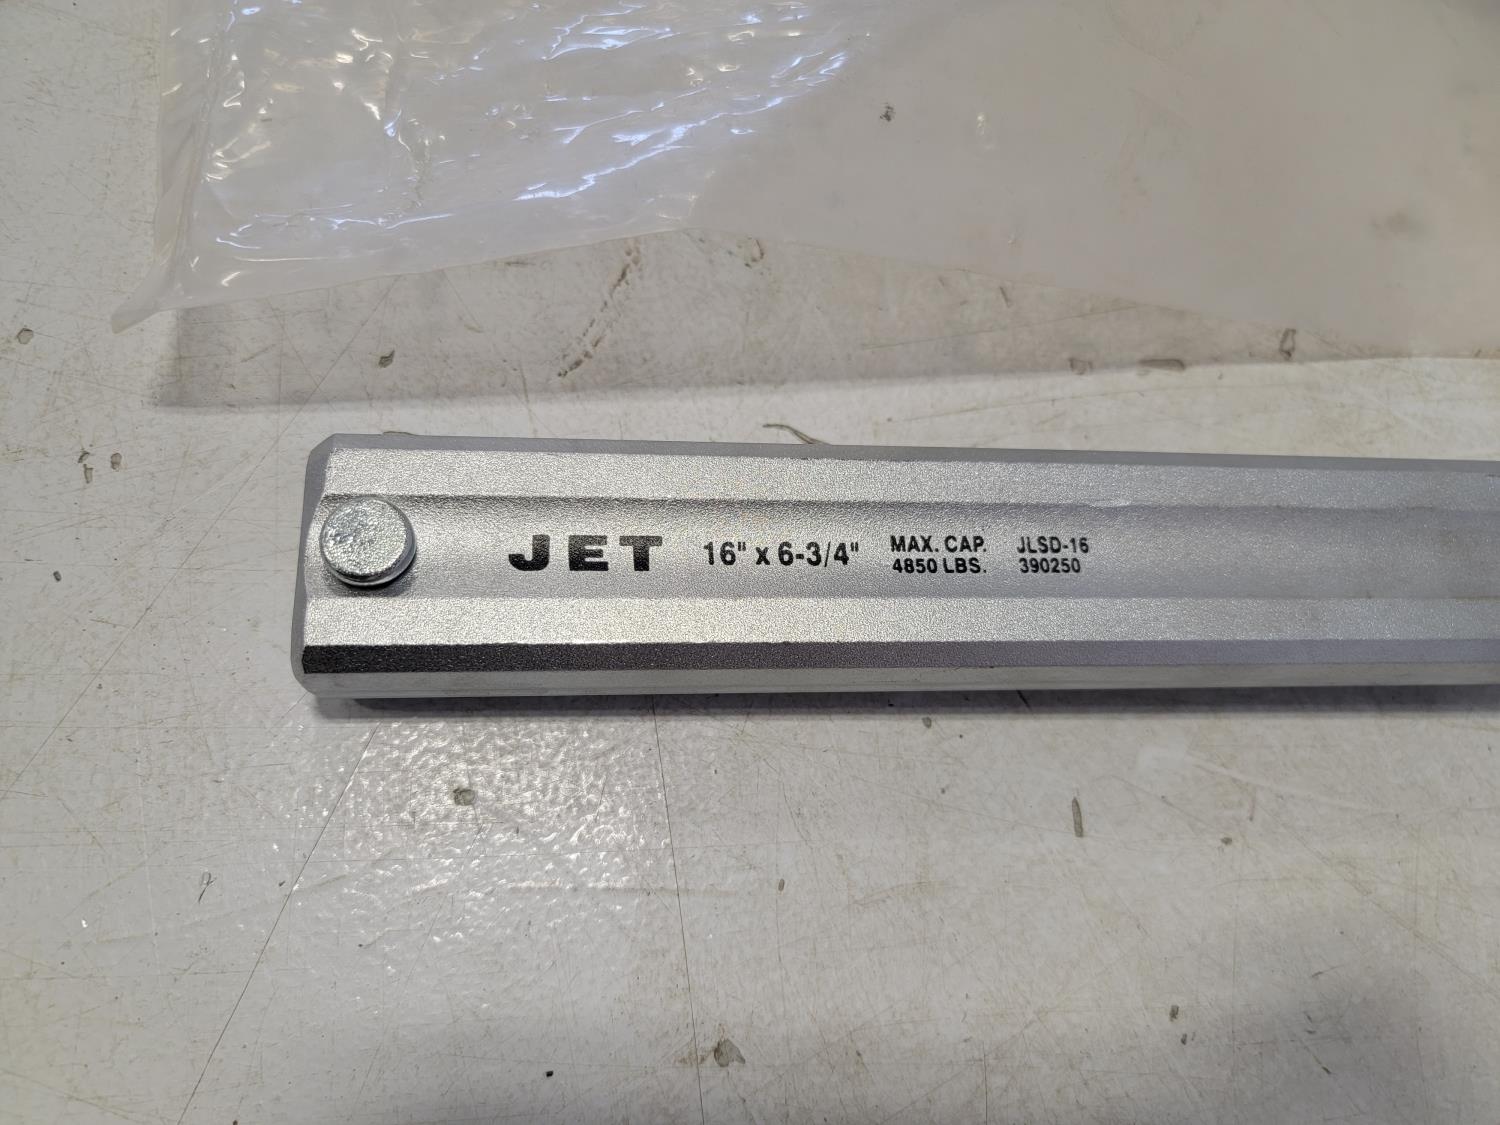 JET
16" x 6-3/4"
MAX. CAP.
4850 LBS.
JLSD-16
390250